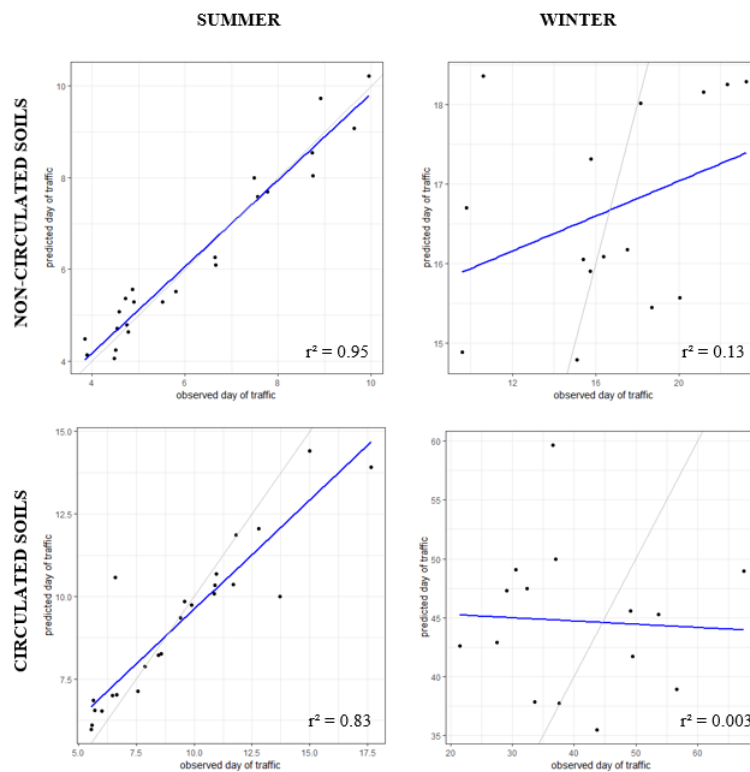 SUMMER
WINTER
NON-CIRCULATED SOILS
predicted day of traffic
10
8
6
4
r² = 0.95
4 6 8 10
observed day of traffic
predicted day of traffic
18
17
16
15
r² = 0.13
12 16 20
observed day of traffic
CIRCULATED SOILS
predicted day of traffic
15.0
12.5
10.0
7.5
r² = 0.83
5.0 7.5 10.0 12.5 15.0 17.5
observed day of traffic
predicted day of traffic
60
55
50
45
40
35
r² = 0.003
20 30 40 50 60
observed day of traffic